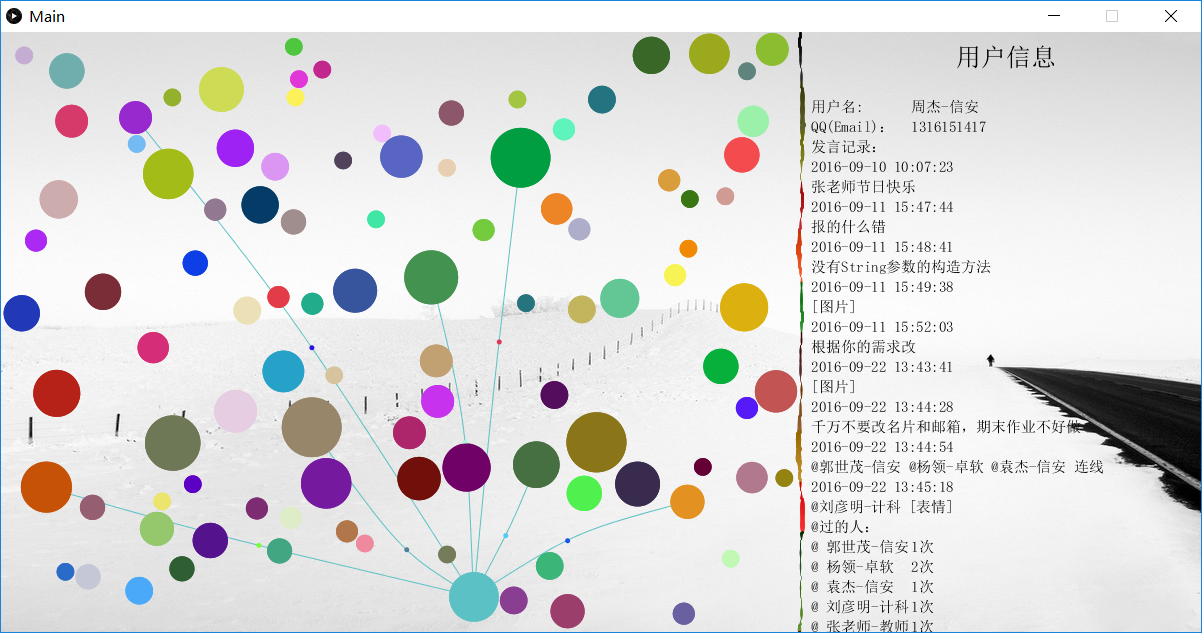 Main
用户信息
用户名: 周杰-信安
QQ(Email): 1316151417
发言记录:
2016-09-10 10:07:23
张老师节日快乐
2016-09-11 15:47:44
报的什么错
2016-09-11 15:48:41
没有String参数的构造方法
2016-09-11 15:49:38
[图片]
2016-09-11 15:52:03
根据你的需求改
2016-09-22 13:43:41
[图片]
2016-09-22 13:44:28
千万不要改名片和邮箱，期末作业不好做
2016-09-22 13:44:54
@郭世茂-信安 @杨领-卓软 @袁杰-信安 连线
2016-09-22 13:45:18
@刘彦明-计科 [表情]
@过的人:
@ 郭世茂-信安1次
@ 杨领-卓软 2次
@ 袁杰-信安 1次
@ 刘彦明-计科1次
@ 张老师-教师1次